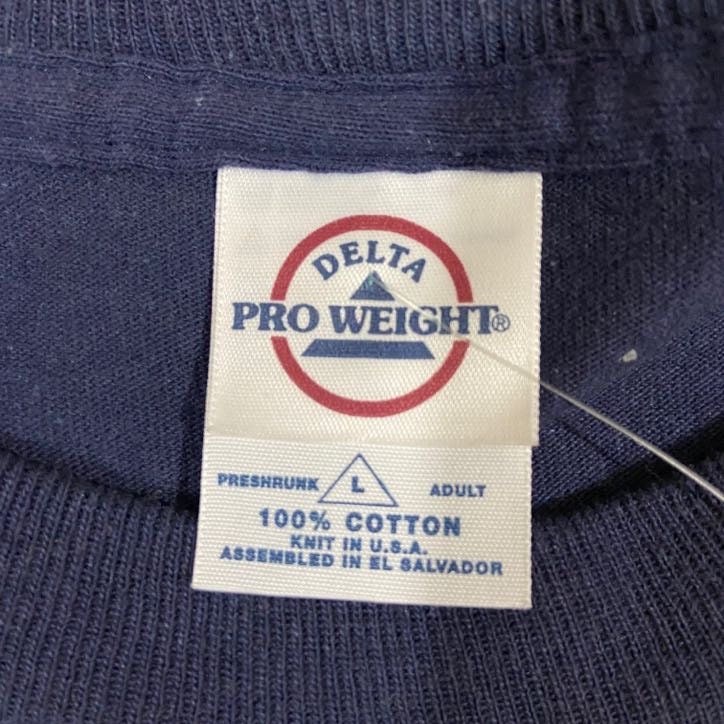 DELTA
PRO WEIGHT®
PRESHRUNK L ADULT
100% COTTON
KNIT IN U.S.A.
ASSEMBLED IN EL SALVADOR